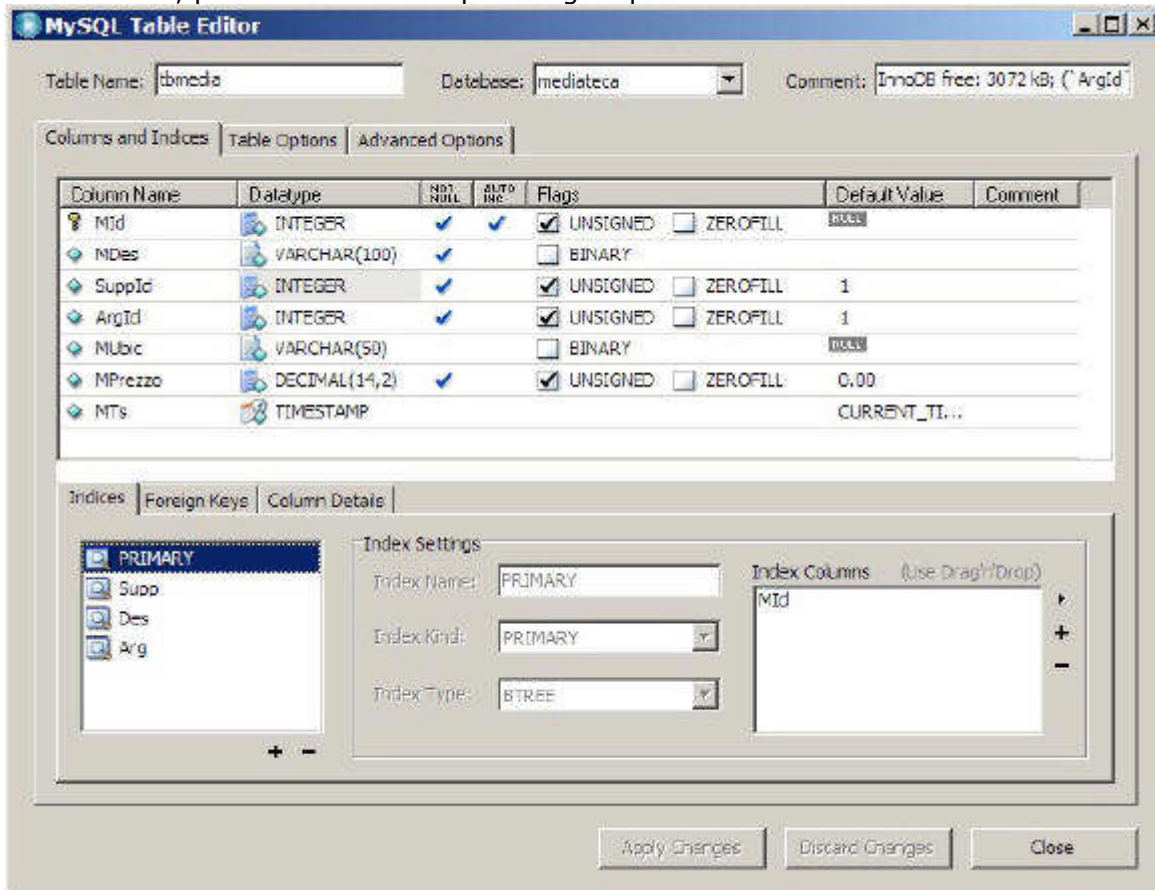 MySQL Table Editor
Table Name: tbmedia Database: mediateca Comment: InnoDB free: 3072 kB; (`ArgId`
Columns and Indices Table Options Advanced Options
Column Name Datatype NOT NULL AUTO INC Flags Default Value Comment
MId INTEGER UNSIGNED ZEROFILL NULL
MDes VARCHAR(100) BINARY
SuppId INTEGER UNSIGNED ZEROFILL 1
ArgId INTEGER UNSIGNED ZEROFILL 1
MUbic VARCHAR(50) BINARY NULL
MPrezzo DECIMAL(14,2) UNSIGNED ZEROFILL 0.00
MTs TIMESTAMP CURRENT_TI...
Indices Foreign Keys Column Details
PRIMARY
Supp
Des
Arg
Index Settings
Index Name: PRIMARY
Index Kind: PRIMARY
Index Type: BTREE
Index Columns (Use Drag'n'Drop)
MId
Apply Changes Discard Changes Close